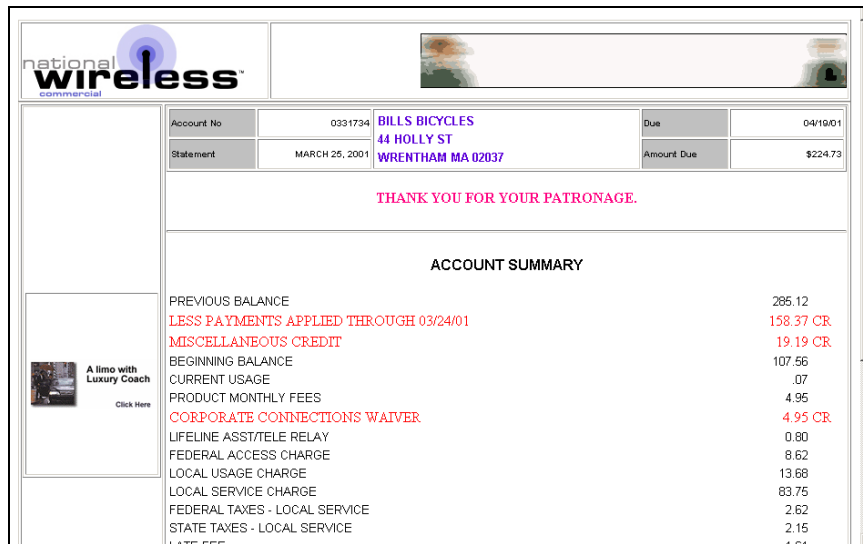 national
wireless™
commercial
Account No 0331734 BILLS BICYCLES Due 04/19/01
44 HOLLY ST
Statement MARCH 25, 2001 WRENTHAM MA 02037 Amount Due $224.73
THANK YOU FOR YOUR PATRONAGE.
ACCOUNT SUMMARY
PREVIOUS BALANCE 285.12
LESS PAYMENTS APPLIED THROUGH 03/24/01 158.37 CR
MISCELLANEOUS CREDIT 19.19 CR
BEGINNING BALANCE 107.56
CURRENT USAGE .07
PRODUCT MONTHLY FEES 4.95
CORPORATE CONNECTIONS WAIVER 4.95 CR
LIFELINE ASST/TELE RELAY 0.80
FEDERAL ACCESS CHARGE 8.62
LOCAL USAGE CHARGE 13.68
LOCAL SERVICE CHARGE 83.75
FEDERAL TAXES - LOCAL SERVICE 2.62
STATE TAXES - LOCAL SERVICE 2.15
LATE FEE
A limo with
Luxury Coach
Click Here